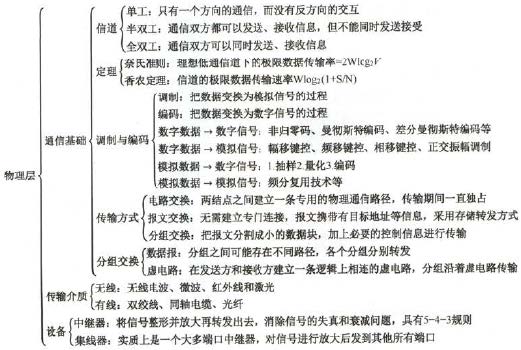 单工：只有一个方向的通信，而没有反方向的交互
信道
半双工：通信双方都可以发送、接收信息，但不能同时发送接受
全双工：通信双方可以同时发送、接收信息
定理
奈氏准则：理想低通信道下的极限数据传输率=2Wlog₂V
香农定理：信道的极限数据传输速率Wlog₂(1+S/N)
调制：把数据变换为模拟信号的过程
编码：把数据变换为数字信号的过程
通信基础
调制与编码
数字数据→数字信号：非归零码、曼彻斯特编码、差分曼彻斯特编码等
数字数据→模拟信号：幅移键控、频移键控、相移键控、正交振幅调制
模拟数据→数字信号：1.抽样2.量化3.编码
模拟数据→模拟信号：频分复用技术等
物理层
电路交换：两结点之间建立一条专用的物理通信路径，传输期间一直独占
传输方式
报文交换：无需建立专门连接，报文携带有目标地址等信息，采用存储转发方式
分组交换：把报文分割成小的数据块，加上必要的控制信息进行传输
分组交换
数据报：分组之间可能存在不同路径，各个分组分别转发
虚电路：在发送方和接收方建立一条逻辑上相连的虚电路，分组沿着虚电路传输
传输介质
无线：无线电波、微波、红外线和激光
有线：双绞线、同轴电缆、光纤
设备
中继器：将信号整形并放大再转发出去，消除信号的失真和衰减问题，具有5-4-3规则
集线器：实质上是一个大多端口中继器，对信号进行放大后发到其他所有端口